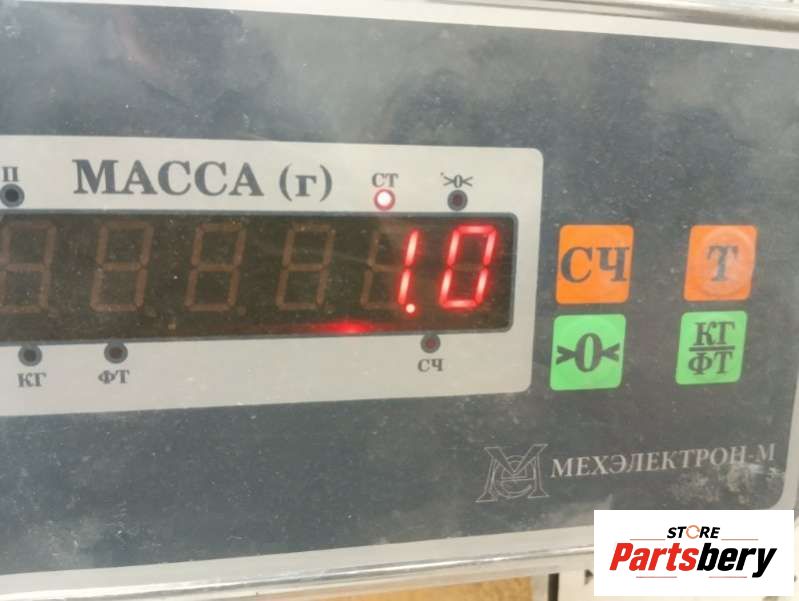 П
МАССА (г)
СТ
>0<
1.0
СЧ
Т
>0<
КГ
ФТ
КГ
ФТ
СЧ
МЕХЭЛЕКТРОН-М
STORE
Partsbery